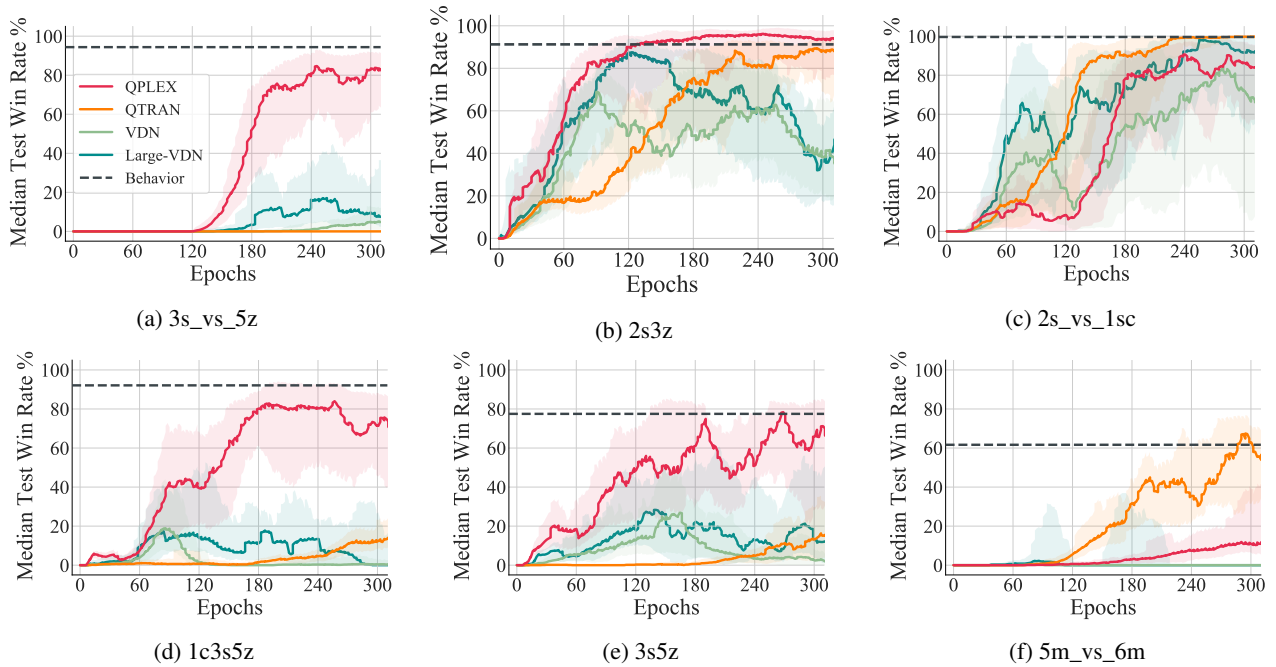 Median Test Win Rate %
100
80
60
40
20
0
QPLEX
QTRAN
VDN
Large-VDN
Behavior
0 60 120 180 240 300
Epochs
(a) 3s_vs_5z
Median Test Win Rate %
100
80
60
40
20
0
0 60 120 180 240 300
Epochs
(b) 2s3z
Median Test Win Rate %
100
80
60
40
20
0
0 60 120 180 240 300
Epochs
(c) 2s_vs_1sc
Median Test Win Rate %
100
80
60
40
20
0
0 60 120 180 240 300
Epochs
(d) 1c3s5z
Median Test Win Rate %
100
80
60
40
20
0
0 60 120 180 240 300
Epochs
(e) 3s5z
Median Test Win Rate %
100
80
60
40
20
0
0 60 120 180 240 300
Epochs
(f) 5m_vs_6m